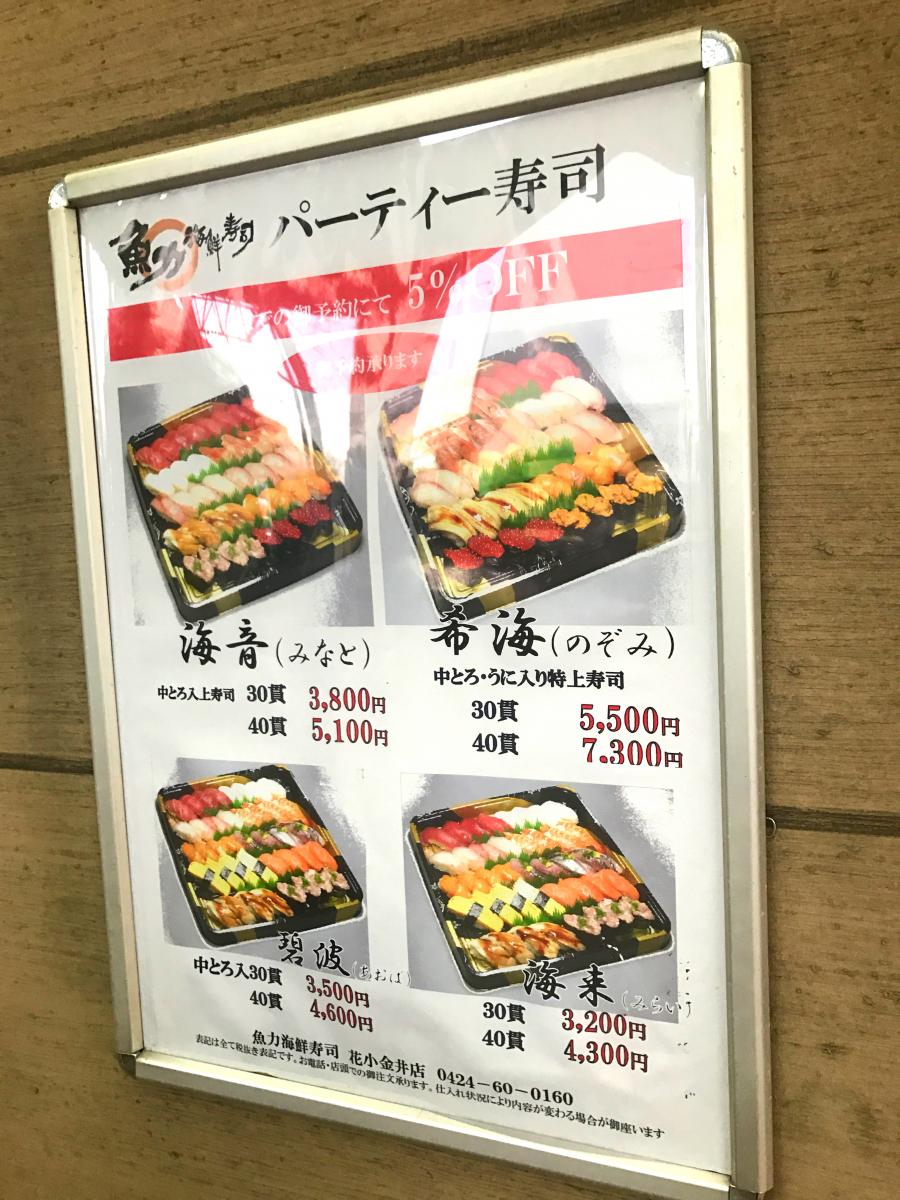 魚力海鮮寿司 パーティー寿司
での御予約にて 5%OFF
予約承ります
海音(みなと)
中とろ入上寿司 30貫 3,800円
40貫 5,100円
希海(のぞみ)
中とろ・うに入り特上寿司
30貫 5,500円
40貫 7,300円
碧波(あおば)
中とろ入30貫 3,500円
40貫 4,600円
海来(みらい)
30貫 3,200円
40貫 4,300円
魚力海鮮寿司 花小金井店 0424-60-0160
表記は全て税抜き表記です。お電話・店頭での御注文承ります。仕入れ状況により内容が変わる場合が御座います